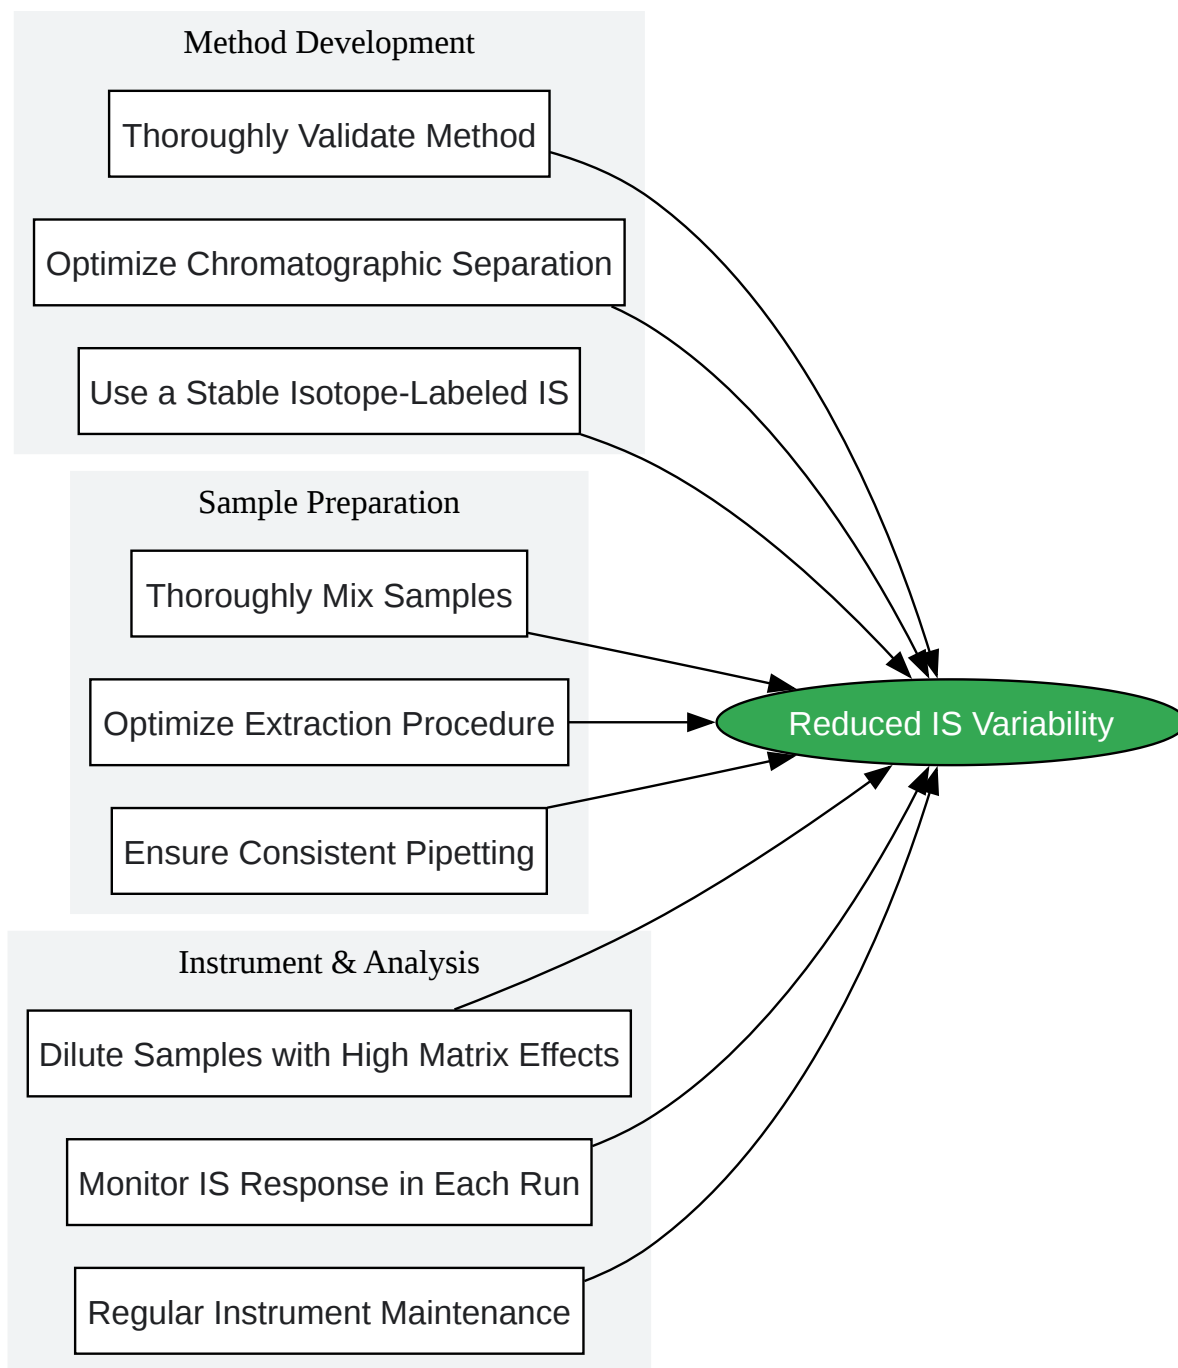 Method Development
Thoroughly Validate Method
Optimize Chromatographic Separation
Use a Stable Isotope-Labeled IS
Sample Preparation
Thoroughly Mix Samples
Optimize Extraction Procedure
Ensure Consistent Pipetting
Instrument & Analysis
Dilute Samples with High Matrix Effects
Monitor IS Response in Each Run
Regular Instrument Maintenance
Reduced IS Variability